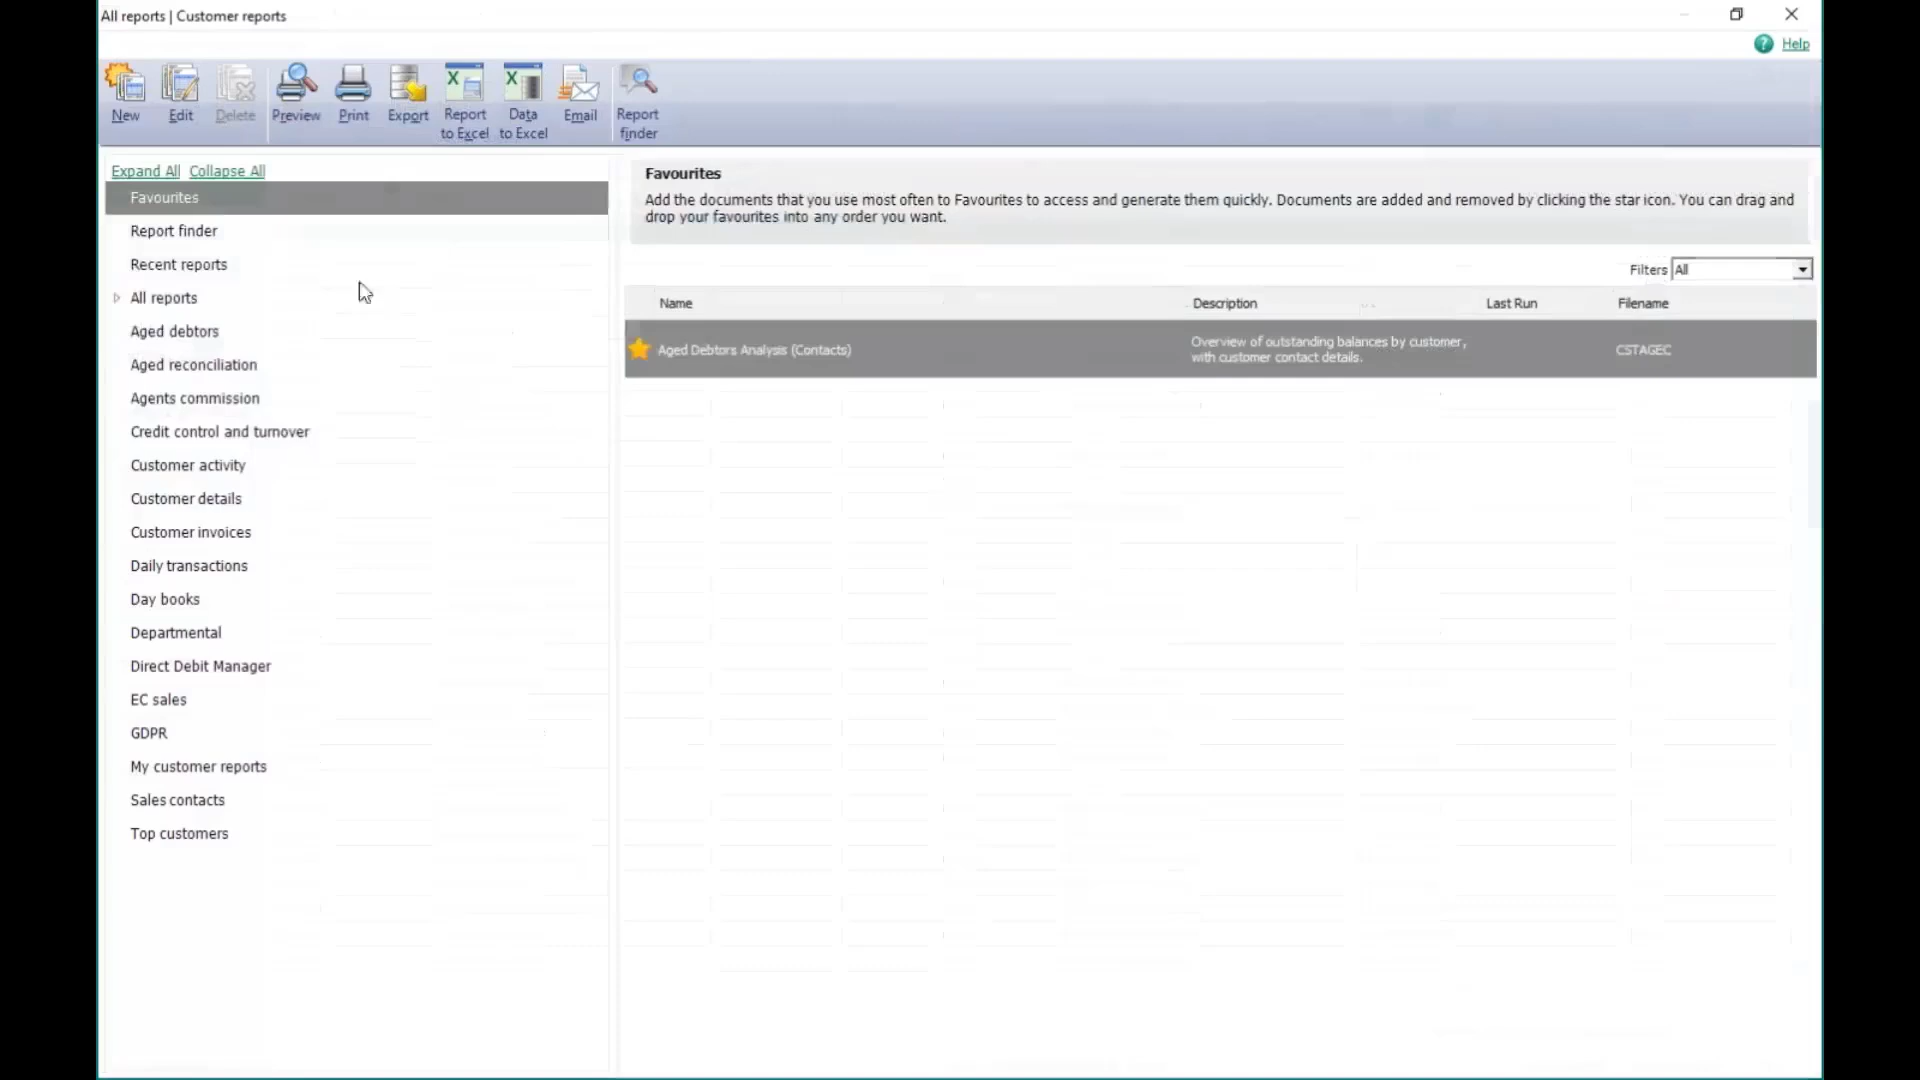 All reports | Customer reports
Help
New
Edit
Delete
Preview
Print
Export
Report
to Excel
Data
to Excel
Email
Report
finder
Expand All Collapse All
Favourites
Report finder
Recent reports
All reports
Aged debtors
Aged reconciliation
Agents commission
Credit control and turnover
Customer activity
Customer details
Customer invoices
Daily transactions
Day books
Departmental
Direct Debit Manager
EC sales
GDPR
My customer reports
Sales contacts
Top customers
Favourites
Add the documents that you use most often to Favourites to access and generate them quickly. Documents are added and removed by clicking the star icon. You can drag and
drop your favourites into any order you want.
Filters All
Name Description Last Run Filename
Aged Debtors Analysis (Contacts)
Overview of outstanding balances by customer,
with customer contact details.
CSTAGEC